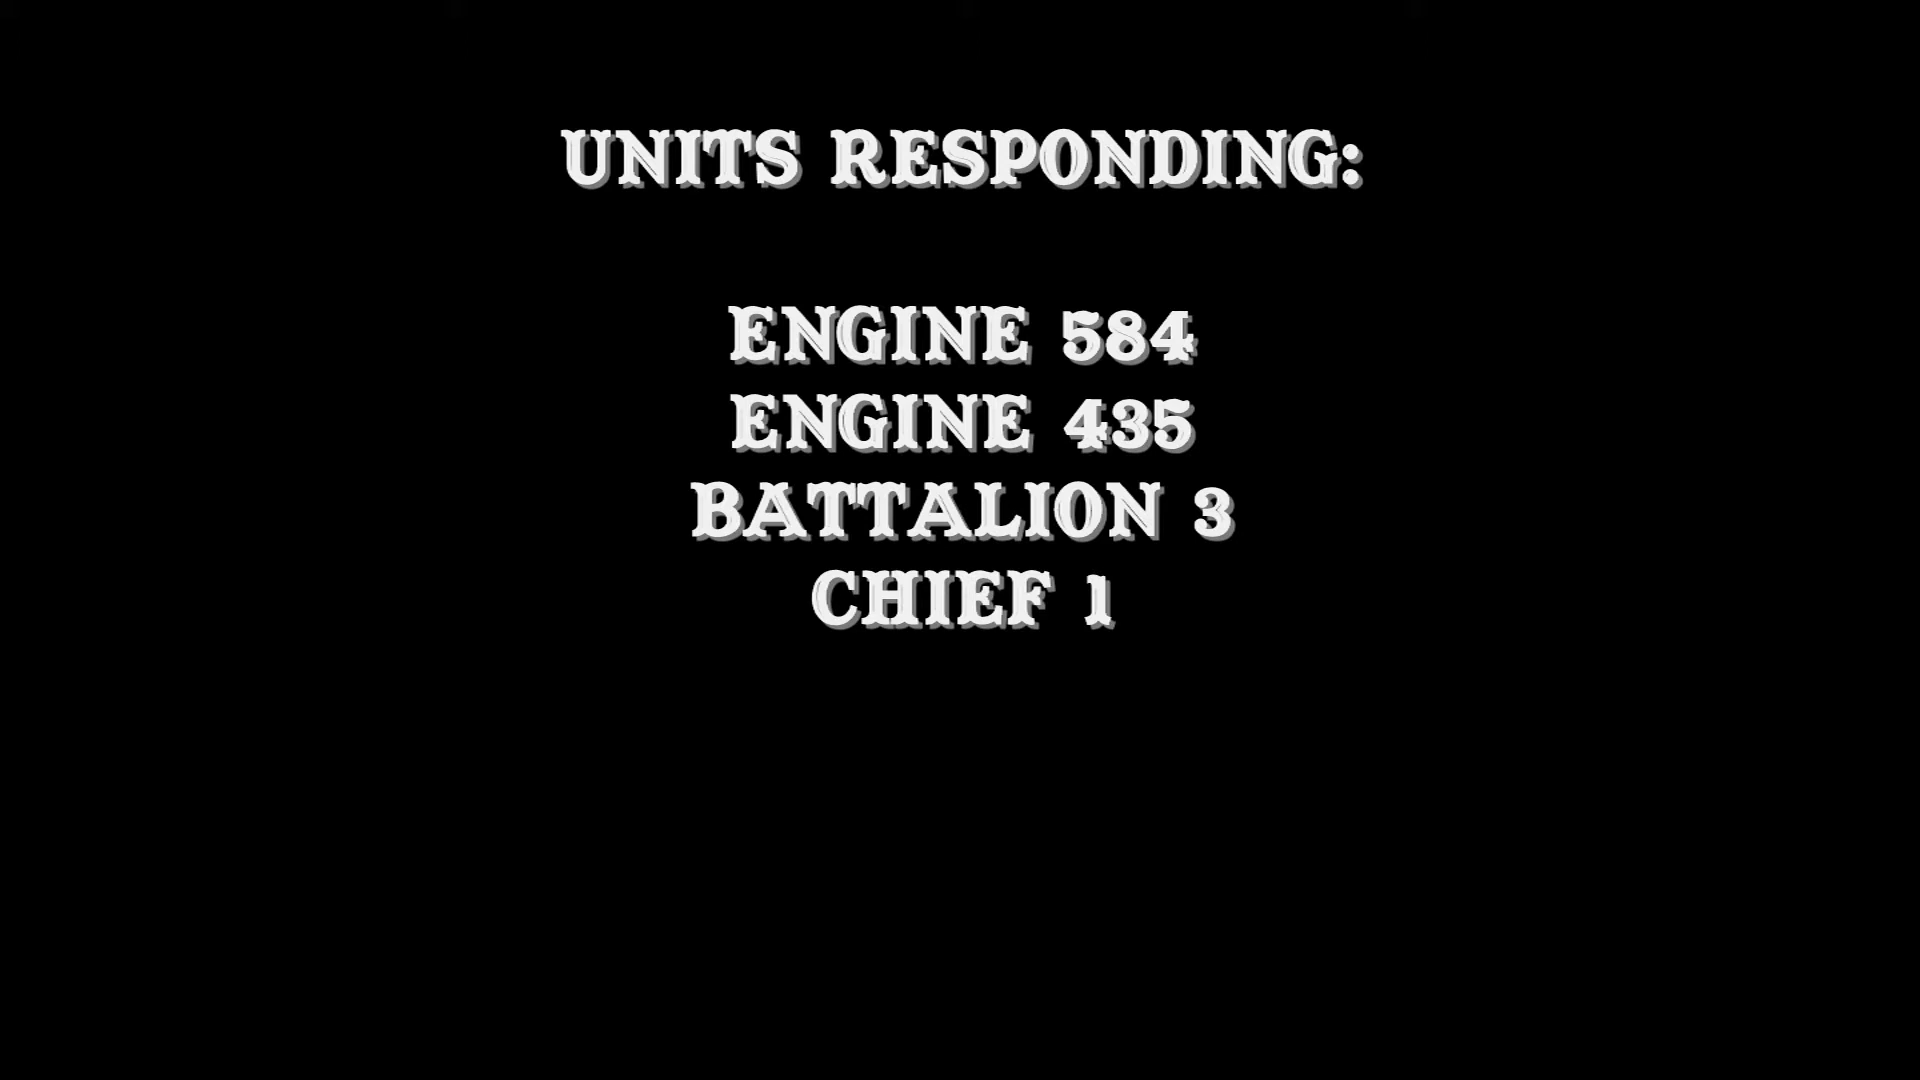 UNITS RESPONDING:
ENGINE 584
ENGINE 435
BATTALION 3
CHIEF 1